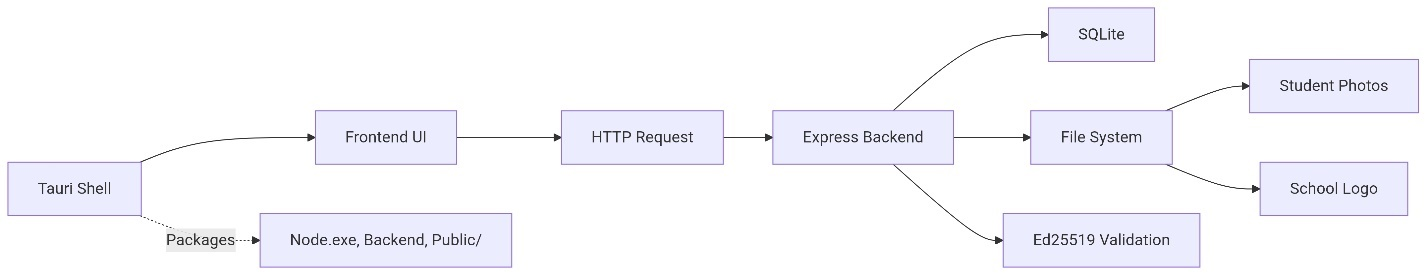 Tauri Shell
Packages
Frontend UI
Node.exe, Backend, Public/
HTTP Request
Express Backend
SQLite
File System
Ed25519 Validation
Student Photos
School Logo